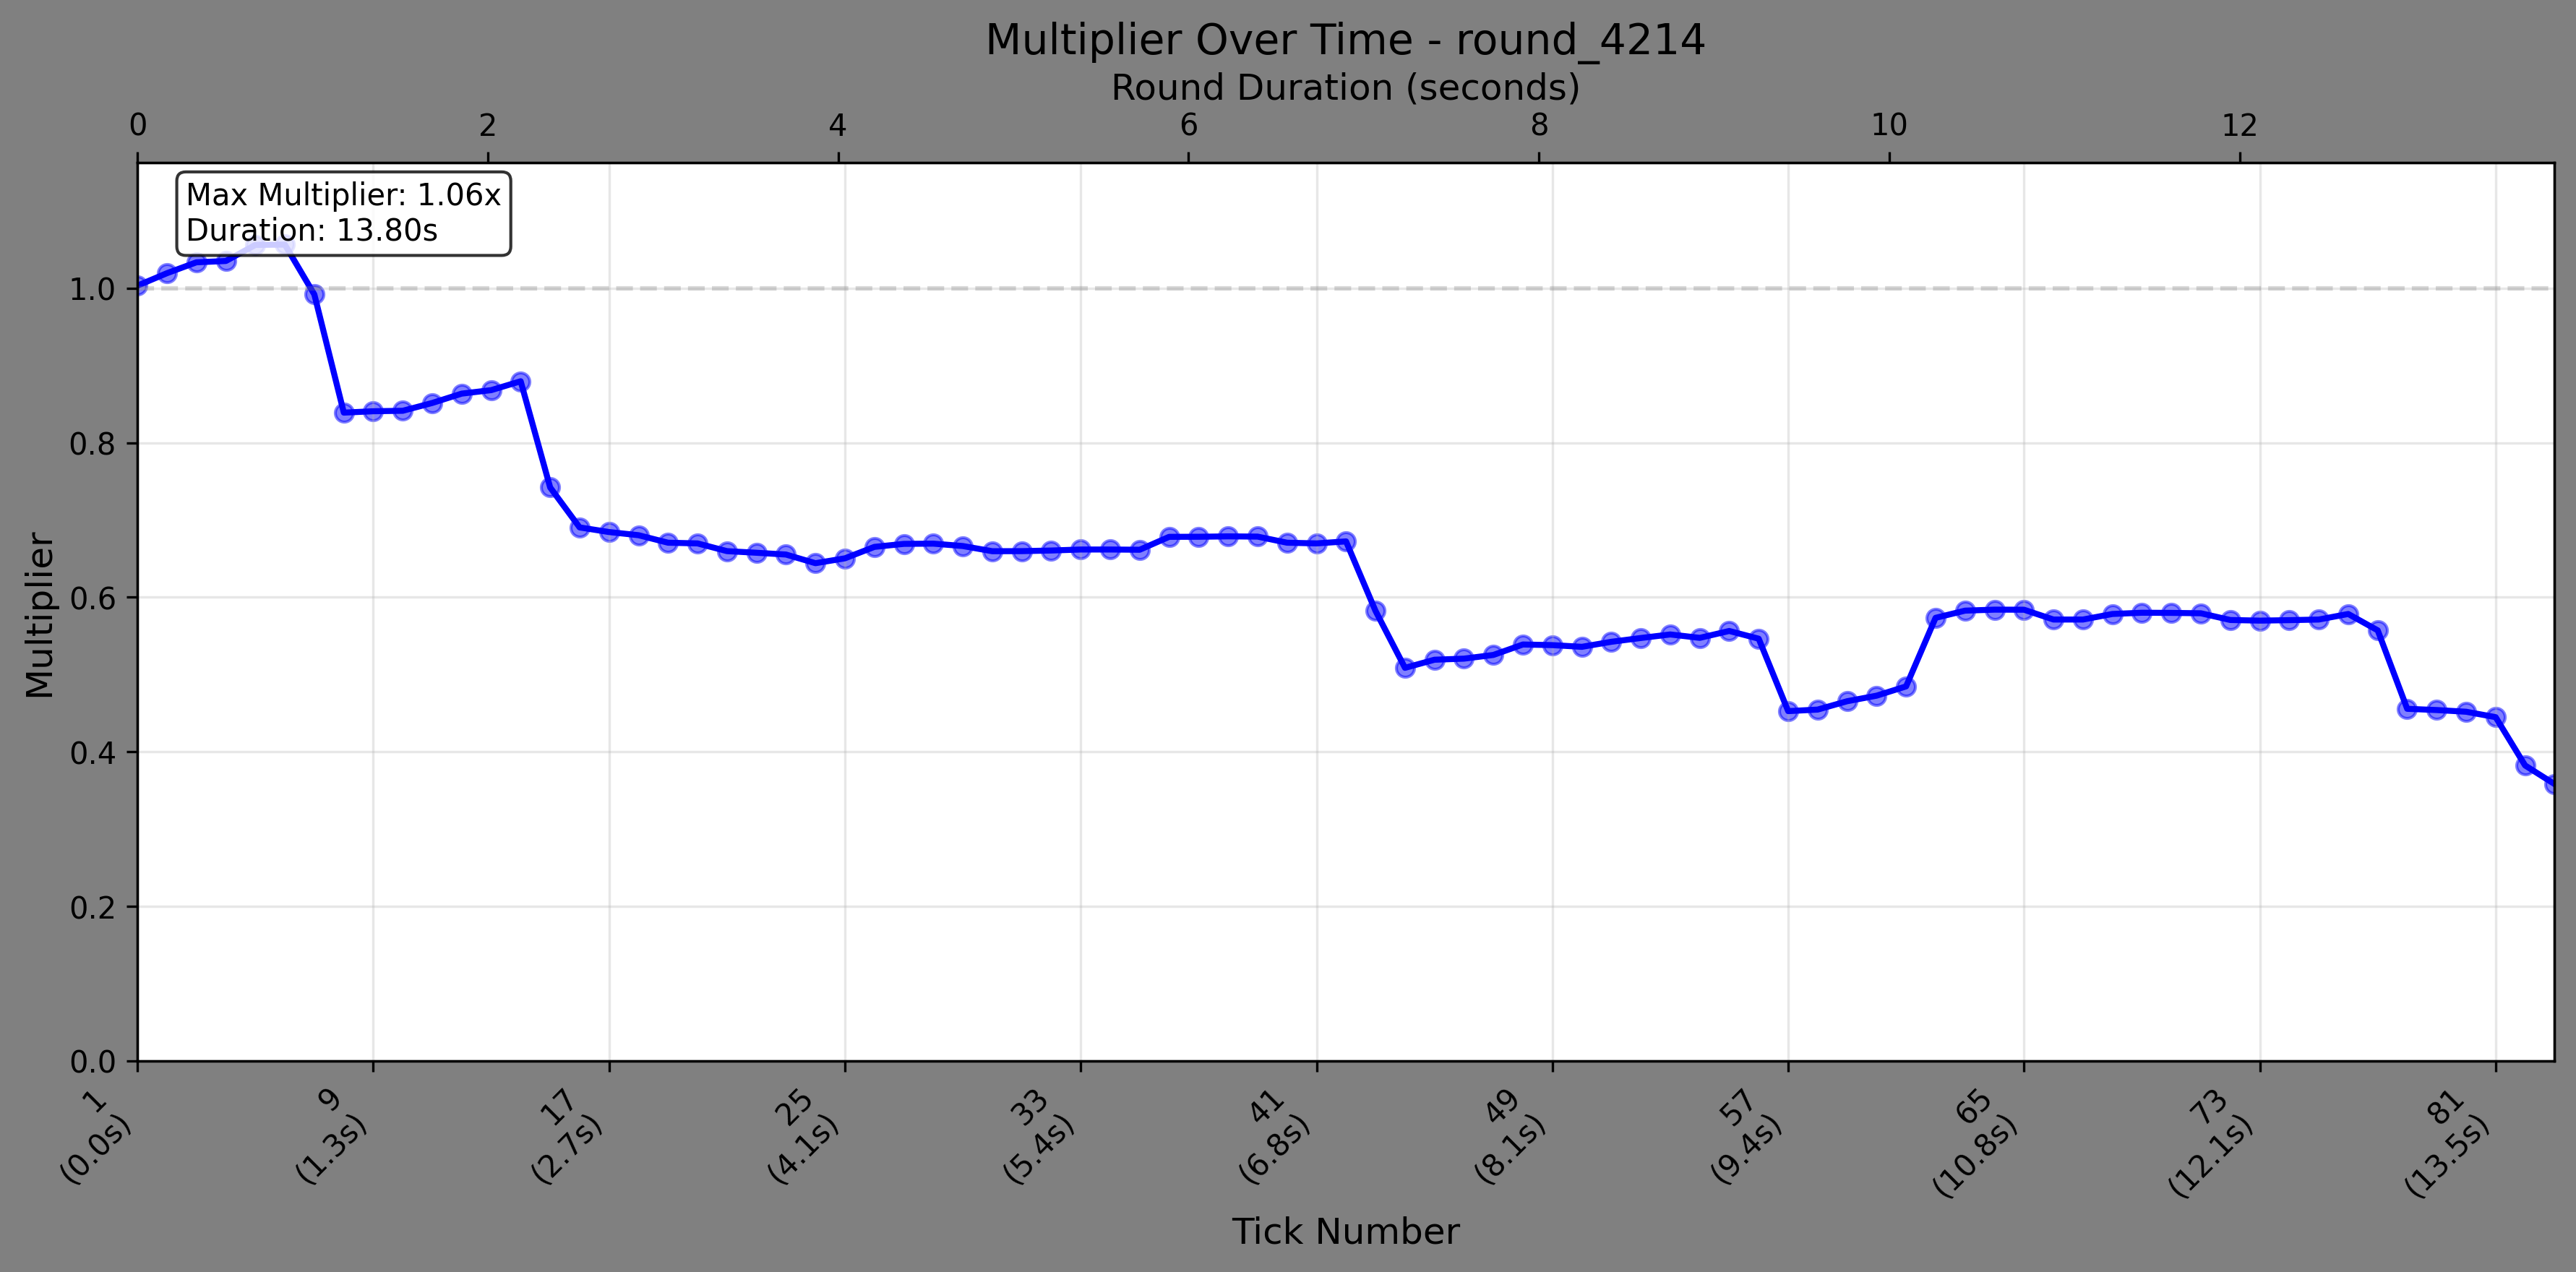 Multiplier Over Time - round_4214
Round Duration (seconds)
0 2 4 6 8 10 12
Max Multiplier: 1.06x
Duration: 13.80s
Multiplier
1.0
0.8
0.6
0.4
0.2
0.0
1 9 17 25 33 41 49 57 65 73 81
(0.0s) (1.3s) (2.7s) (4.1s) (5.4s) (6.8s) (8.1s) (9.4s) (10.8s) (12.1s) (13.5s)
Tick Number